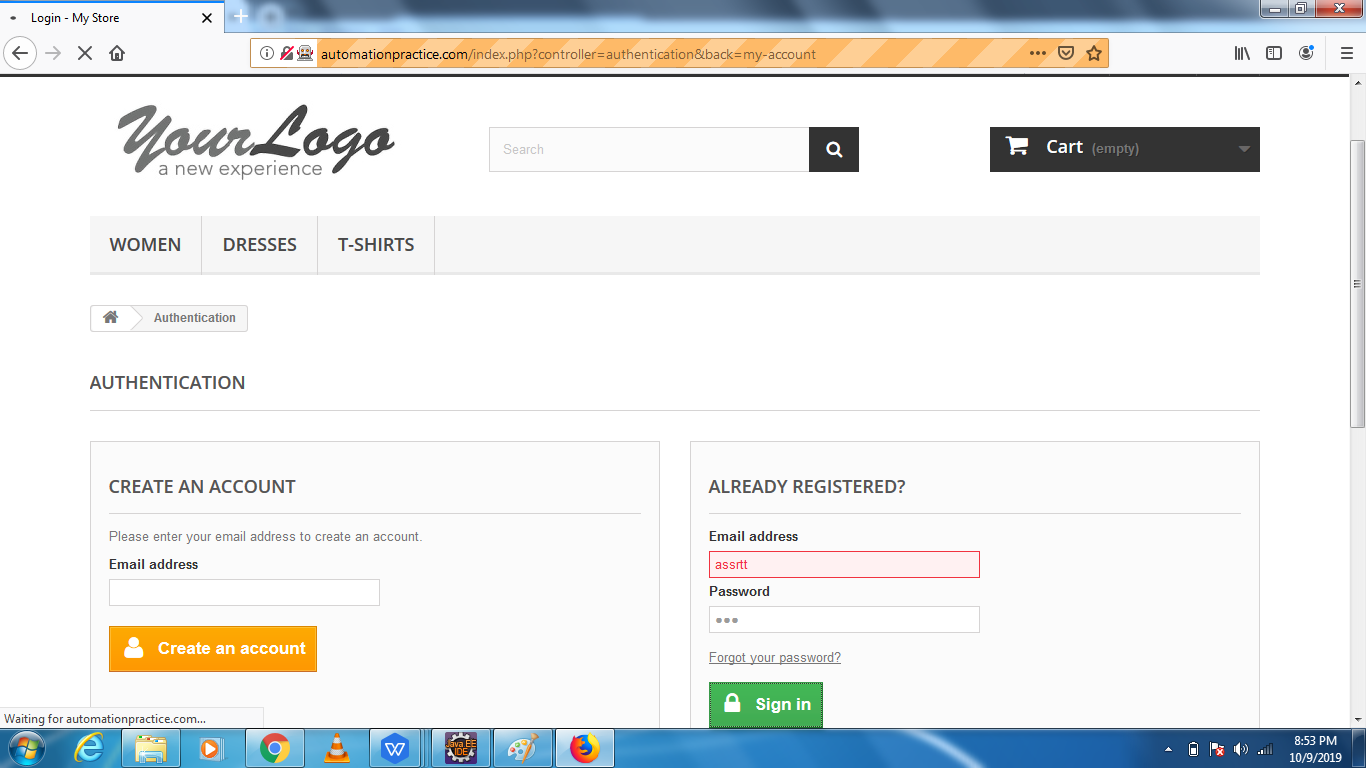 Login - My Store
automationpractice.com/index.php?controller=authentication&back=my-account
YourLogo
a new experience
Search
Cart (empty)
WOMEN DRESSES T-SHIRTS
Authentication
AUTHENTICATION
CREATE AN ACCOUNT
Please enter your email address to create an account.
Email address
Create an account
ALREADY REGISTERED?
Email address
assrtt
Password
Forgot your password?
Sign in
Waiting for automationpractice.com...
W
Java EE
IDE
8:53 PM
10/9/2019